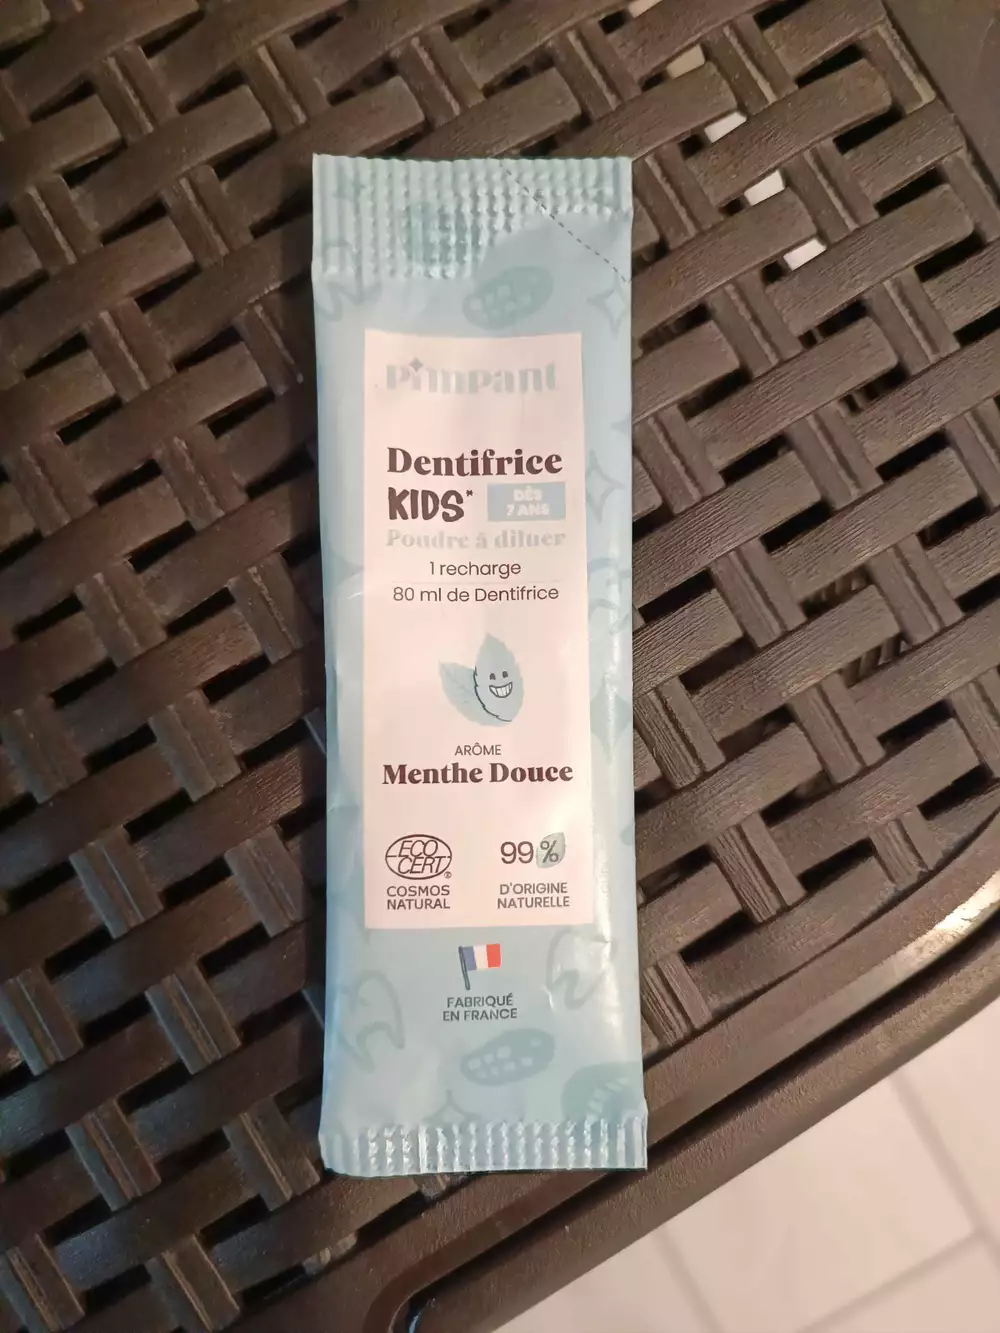 Pimpant
Dentifrice
KIDS*
DÈS
7 ANS
Poudre à diluer
1 recharge
80 ml de Dentifrice
ARÔME
Menthe Douce
ECO
CERT®
COSMOS
NATURAL
99%
D'ORIGINE
NATURELLE
FABRIQUÉ
EN FRANCE